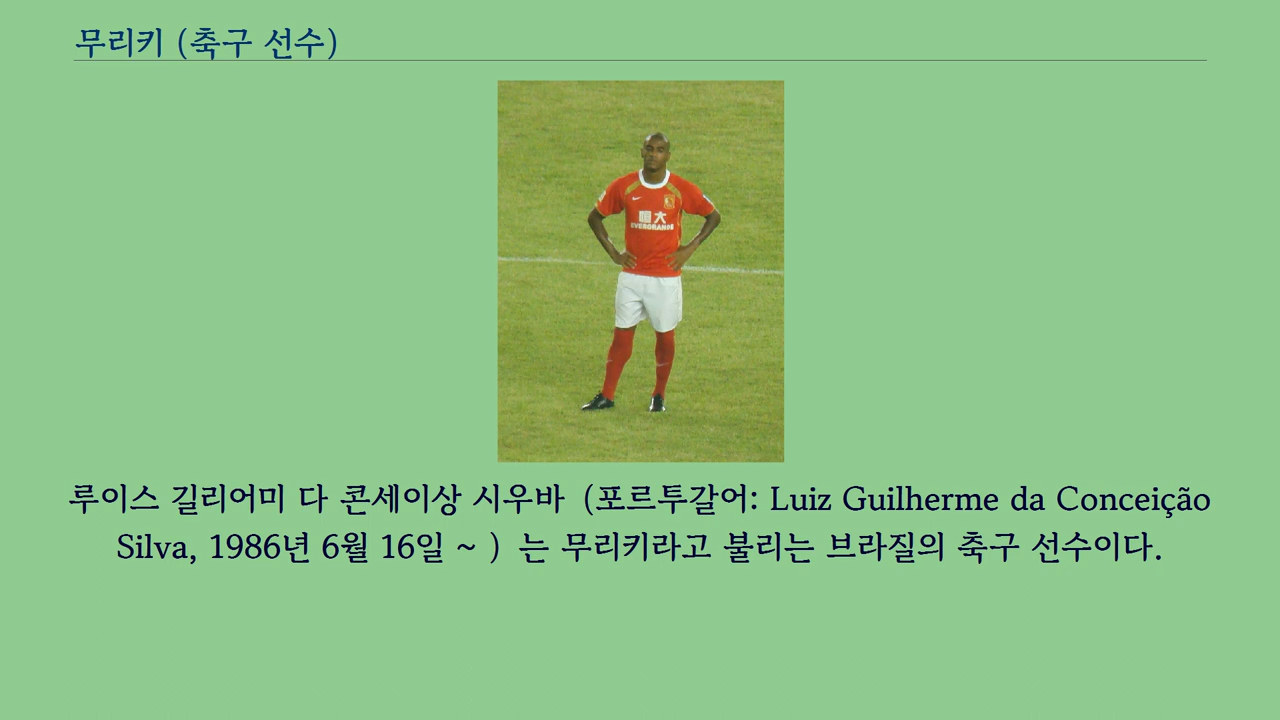 무리키 (축구 선수)
恒大
EVERGRANDE
루이스 길리어미 다 콘세이상 시우바 (포르투갈어: Luiz Guilherme da Conceição
Silva, 1986년 6월 16일 ~ ) 는 무리키라고 불리는 브라질의 축구 선수이다.